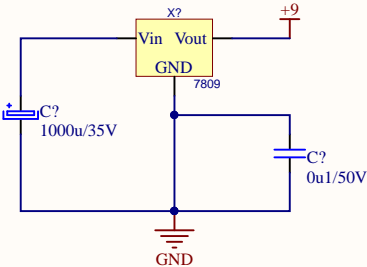 X?
+9
Vin Vout
GND
7809
+
C?
1000u/35V
C?
0u1/50V
GND